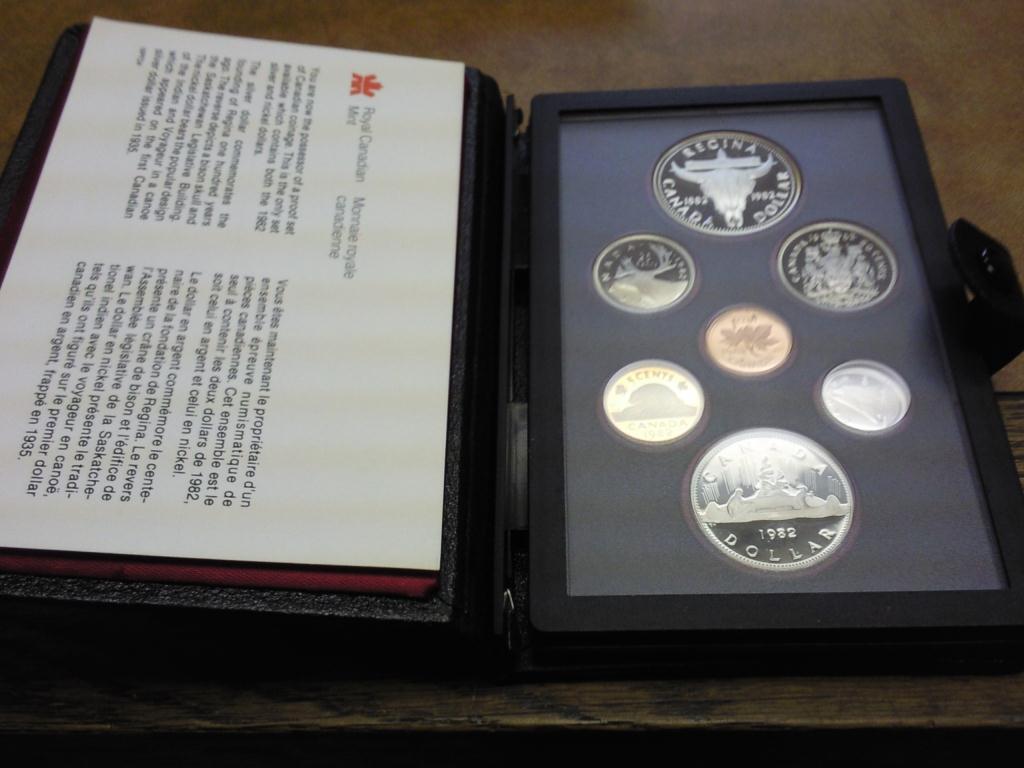 Royal Canadian Monnaie royale
Mint canadienne
You are now the possessor of a proof set
of Canadian coinage. This is the only set
available which contains both the 1982
silver and nickel dollars.
The silver dollar commemorates the
founding of Regina one hundred years
ago. The reverse depicts a bison skull and
the Saskatchewan Legislative Building.
The nickel dollar bears the popular design
of the Indian and Voyageur in a canoe
which appeared on the first Canadian
silver dollar issued in 1935.
Vous êtes maintenant le propriétaire d'un
ensemble épreuve numismatique de
pièces canadiennes. Cet ensemble est le
seul à contenir les deux dollars de 1982,
soit celui en argent et celui en nickel.
Le dollar en argent commémore le cente-
naire de la fondation de Regina. Le revers
présente un crâne de bison et l'édifice de
l'Assemblée législative de la Saskatche-
wan. Le dollar en nickel présente le tradi-
tionel indien avec le voyageur en canoë,
tels qu'ils ont figuré sur le premier dollar
canadien en argent, frappé en 1935.
REGINA
1882 1982
CANADA DOLLAR
CANADA 1982 50 CENTS
5 CENTS
CANADA
1982
CANADA
1982
DOLLAR